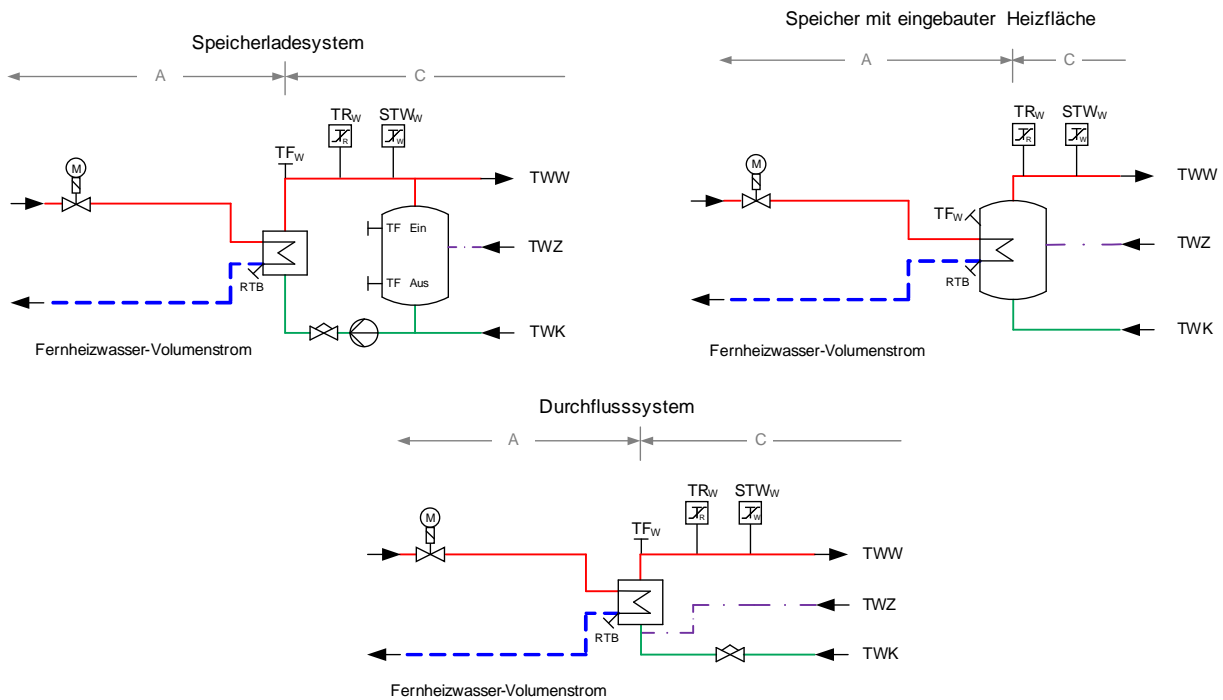 Speicherladesystem
A
C
TRW
STWW
TFW
M
R
W
TWW
TF Ein
TWZ
TF Aus
RTB
TWK
Fernheizwasser-Volumenstrom
Speicher mit eingebauter Heizfläche
A
C
TRW
STWW
M
R
W
TWW
TFW
TWZ
RTB
TWK
Fernheizwasser-Volumenstrom
Durchflusssystem
A
C
TRW
STWW
M
TFW
R
W
TWW
TWZ
RTB
TWK
Fernheizwasser-Volumenstrom